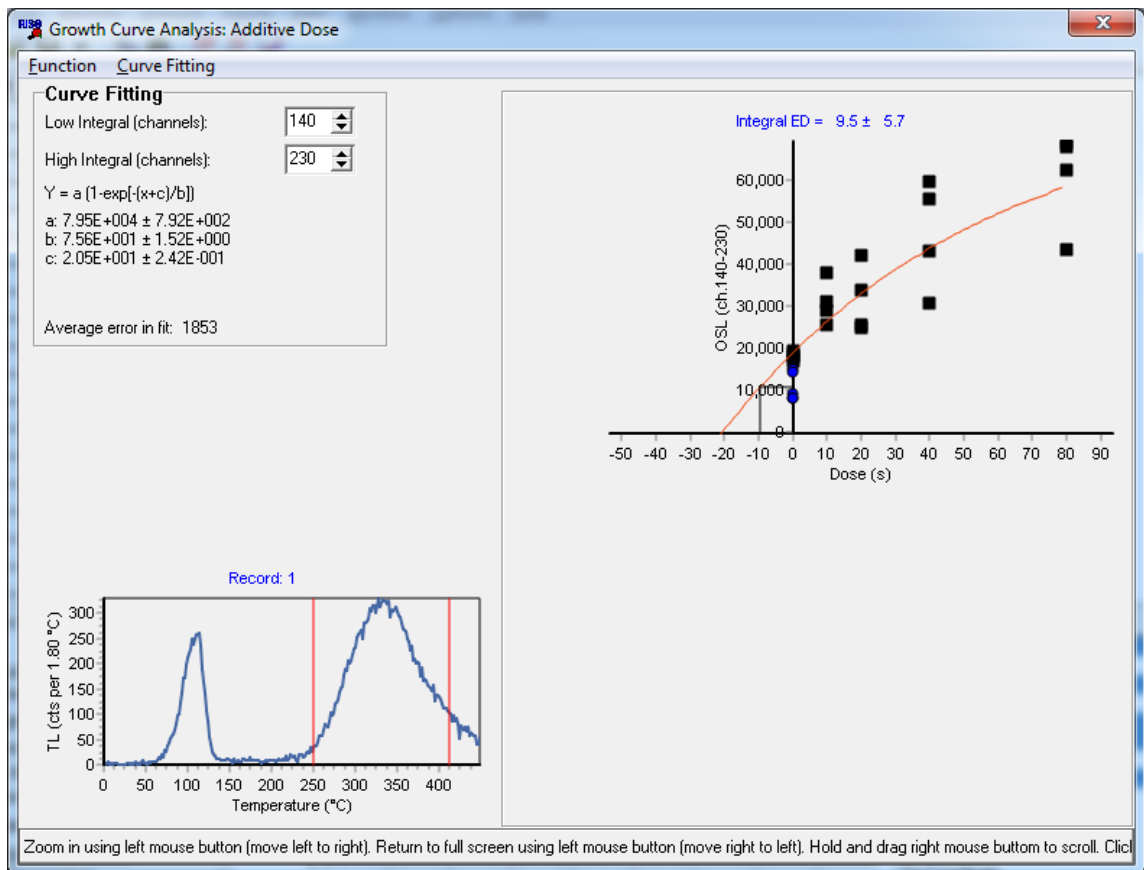 RISØ
Growth Curve Analysis: Additive Dose
X
Function Curve Fitting
Curve Fitting
Low Integral (channels): 140
High Integral (channels): 230
Y = a (1-exp[-(x+c)/b])
a: 7.95E+004 ± 7.92E+002
b: 7.56E+001 ± 1.52E+000
c: 2.05E+001 ± 2.42E-001
Average error in fit: 1853
Integral ED = 9.5 ± 5.7
60,000
50,000
40,000
30,000
20,000
10,000
0
OSL (ch.140-230)
-50 -40 -30 -20 -10 0 10 20 30 40 50 60 70 80 90
Dose (s)
Record: 1
300
250
200
150
100
50
0
TL (cts per 1.80 °C)
0 50 100 150 200 250 300 350 400
Temperature (°C)
Zoom in using left mouse button (move left to right). Return to full screen using left mouse button (move right to left). Hold and drag right mouse buttom to scroll. Clicl